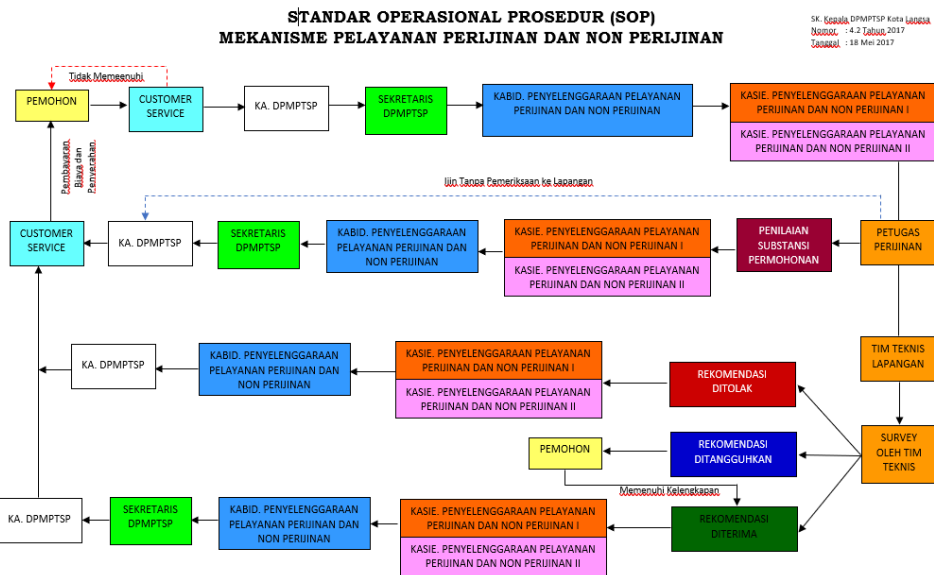 STANDAR OPERASIONAL PROSEDUR (SOP)
MEKANISME PELAYANAN PERIJINAN DAN NON PERIJINAN
SK. Kepala DPMPTSP Kota Langsa
Nomor : 4.2 Tahun 2017
Tanggal : 18 Mei 2017
Tidak Memeenuhi
PEMOHON
CUSTOMER
SERVICE
KA. DPMPTSP
SEKRETARIS
DPMPTSP
KABID. PENYELENGGARAAN PELAYANAN
PERIJINAN DAN NON PERIJINAN
KASIE. PENYELENGGARAAN PELAYANAN
PERIJINAN DAN NON PERIJINAN I
KASIE. PENYELENGGARAAN PELAYANAN
PERIJINAN DAN NON PERIJINAN II
Pembayaran
Biaya dan
Penyerahan
Ijin Tanpa Pemeriksaan ke Lapangan
CUSTOMER
SERVICE
KA. DPMPTSP
SEKRETARIS
DPMPTSP
KABID. PENYELENGGARAAN
PELAYANAN PERIJINAN DAN
NON PERIJINAN
KASIE. PENYELENGGARAAN PELAYANAN
PERIJINAN DAN NON PERIJINAN I
KASIE. PENYELENGGARAAN PELAYANAN
PERIJINAN DAN NON PERIJINAN II
PENILAIAN
SUBSTANSI
PERMOHONAN
PETUGAS
PERIJINAN
KA. DPMPTSP
KABID. PENYELENGGARAAN
PELAYANAN PERIJINAN DAN
NON PERIJINAN
KASIE. PENYELENGGARAAN PELAYANAN
PERIJINAN DAN NON PERIJINAN I
KASIE. PENYELENGGARAAN PELAYANAN
PERIJINAN DAN NON PERIJINAN II
REKOMENDASI
DITOLAK
TIM TEKNIS
LAPANGAN
PEMOHON
REKOMENDASI
DITANGGUHKAN
SURVEY
OLEH TIM
TEKNIS
Memenuhi Kelengkapan
KA. DPMPTSP
SEKRETARIS
DPMPTSP
KABID. PENYELENGGARAAN
PELAYANAN PERIJINAN DAN
NON PERIJINAN
KASIE. PENYELENGGARAAN PELAYANAN
PERIJINAN DAN NON PERIJINAN I
KASIE. PENYELENGGARAAN PELAYANAN
PERIJINAN DAN NON PERIJINAN II
REKOMENDASI
DITERIMA